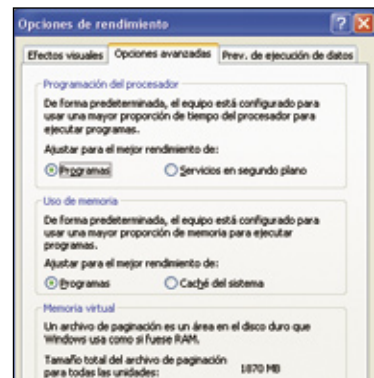 Opciones de rendimiento
Efectos visuales Opciones avanzadas Prev. de ejecución de datos
Programación del procesador
De forma predeterminada, el equipo está configurado para
usar una mayor proporción de tiempo del procesador para
ejecutar programas.
Ajustar para el mejor rendimiento de:
Programas Servicios en segundo plano
Uso de memoria
De forma predeterminada, el equipo está configurado para
usar una mayor proporción de memoria para ejecutar
programas.
Ajustar para el mejor rendimiento de:
Programas Caché del sistema
Memoria virtual
Un archivo de paginación es un área en el disco duro que
Windows usa como si fuese RAM.
Tamaño total del archivo de paginación
para todas las unidades: 1870 MB